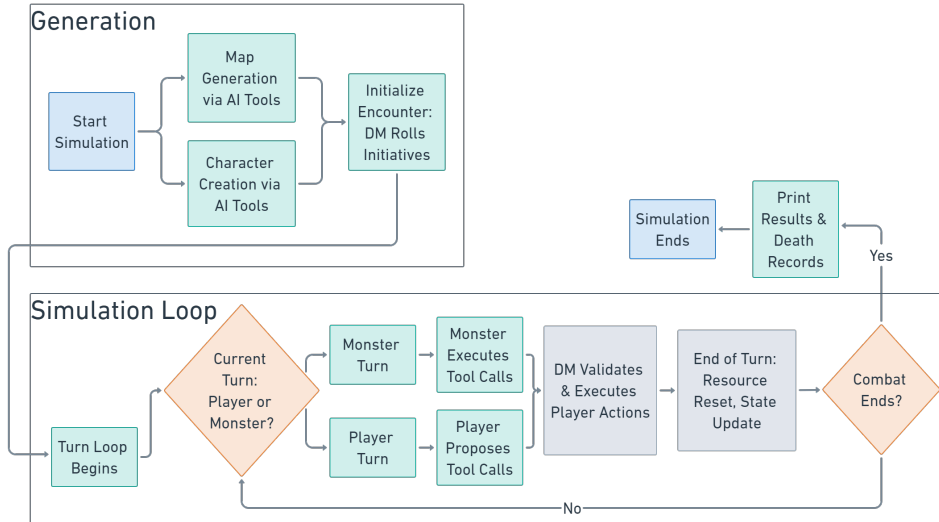 Generation
Start
Simulation
Map
Generation
via AI Tools
Character
Creation via
AI Tools
Initialize
Encounter:
DM Rolls
Initiatives
Simulation
Ends
Print
Results &
Death
Records
Yes
Simulation Loop
Turn Loop
Begins
Current
Turn:
Player or
Monster?
Monster
Turn
Monster
Executes
Tool Calls
Player
Turn
Player
Proposes
Tool Calls
DM Validates
& Executes
Player Actions
End of Turn:
Resource
Reset, State
Update
Combat
Ends?
No